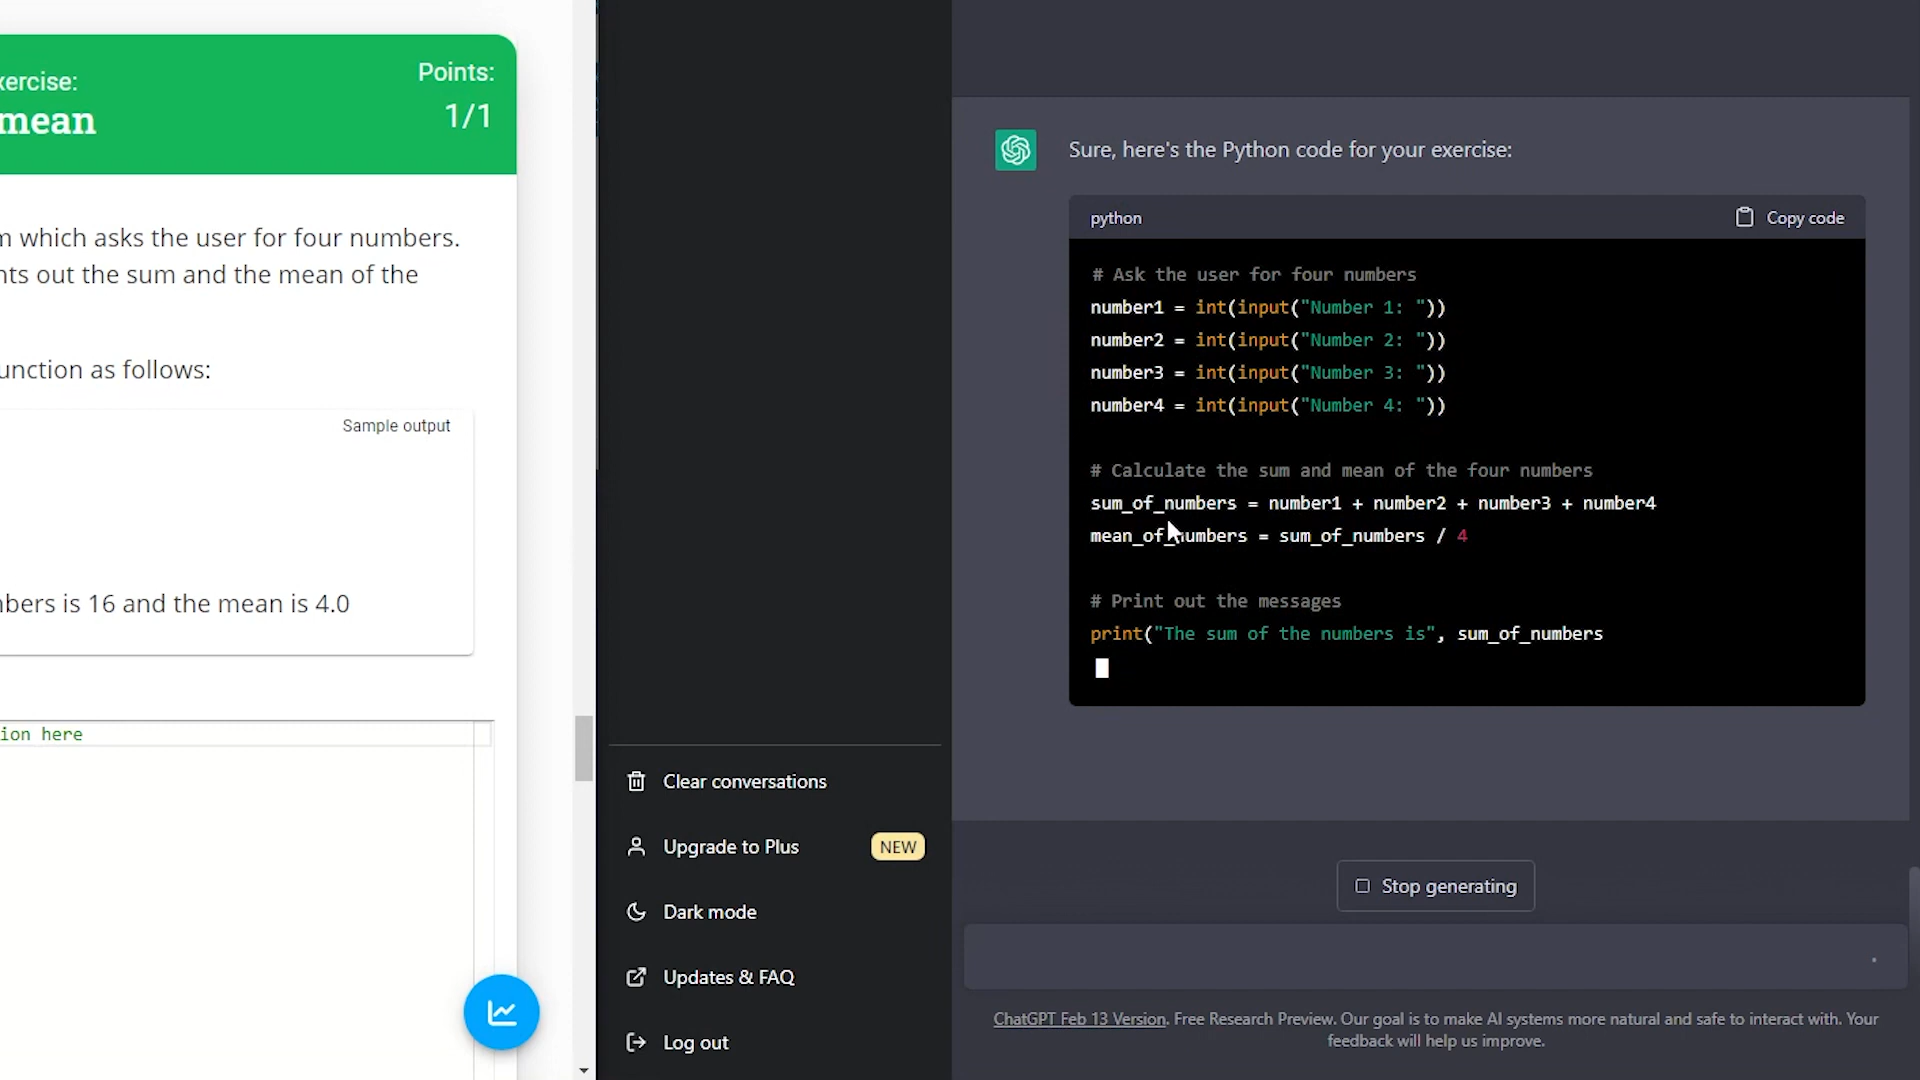 xercise:
mean
Points:
1/1
which asks the user for four numbers.
nts out the sum and the mean of the
unction as follows:
Sample output
nbers is 16 and the mean is 4.0
ion here
Clear conversations
Upgrade to Plus NEW
Dark mode
Updates & FAQ
Log out
Sure, here's the Python code for your exercise:
python Copy code
# Ask the user for four numbers
number1 = int(input("Number 1: "))
number2 = int(input("Number 2: "))
number3 = int(input("Number 3: "))
number4 = int(input("Number 4: "))
# Calculate the sum and mean of the four numbers
sum_of_numbers = number1 + number2 + number3 + number4
mean_of_numbers = sum_of_numbers / 4
# Print out the messages
print("The sum of the numbers is", sum_of_numbers
Stop generating
ChatGPT Feb 13 Version. Free Research Preview. Our goal is to make AI systems more natural and safe to interact with. Your
feedback will help us improve.